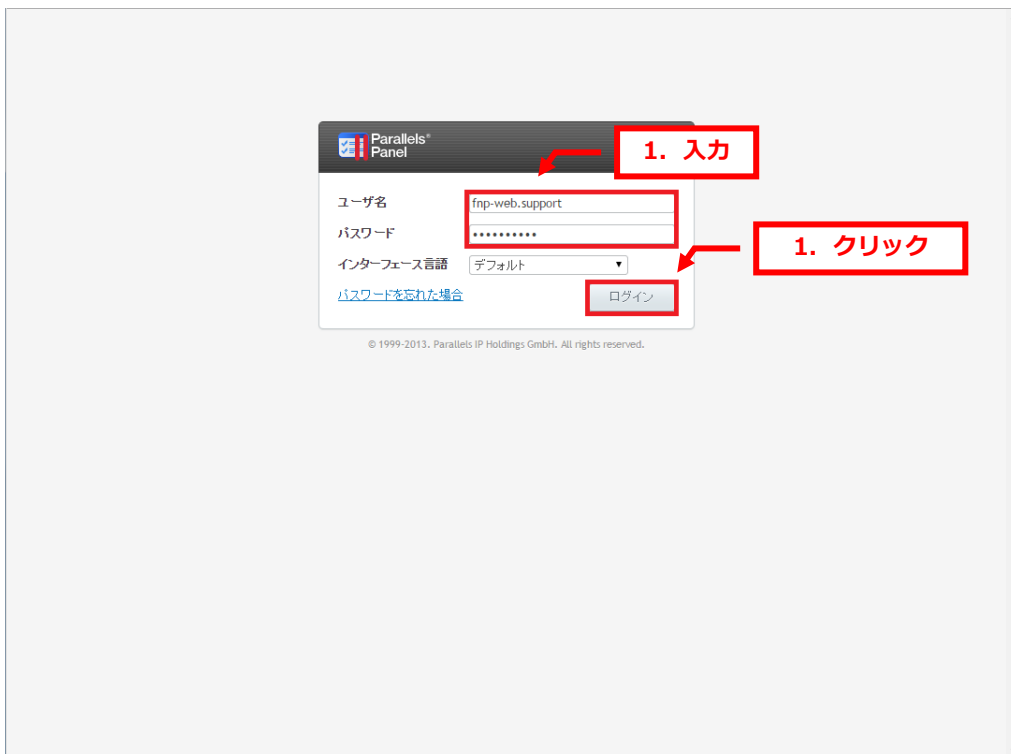 Parallels®
Panel
1. 入力
ユーザ名 fnp-web.support
パスワード ••••••••••
1. クリック
インターフェース言語 デフォルト ▼
パスワードを忘れた場合 ログイン
© 1999-2013. Parallels IP Holdings GmbH. All rights reserved.